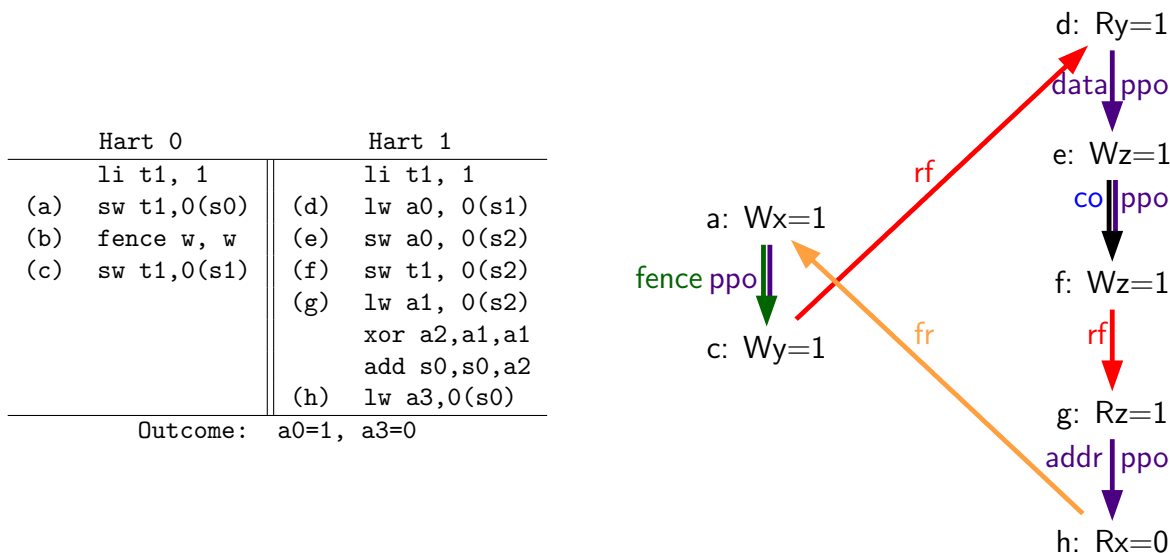 Hart 0 Hart 1
li t1, 1 li t1, 1
(a) sw t1,0(s0) (d) lw a0, 0(s1)
(b) fence w, w (e) sw a0, 0(s2)
(c) sw t1,0(s1) (f) sw t1, 0(s2)
(g) lw a1, 0(s2)
xor a2,a1,a1
add s0,s0,a2
(h) lw a3,0(s0)
Outcome: a0=1, a3=0
d: Ry=1
data ppo
e: Wz=1
rf
co ppo
a: Wx=1
fence ppo
f: Wz=1
fr
rf
c: Wy=1
g: Rz=1
addr ppo
h: Rx=0